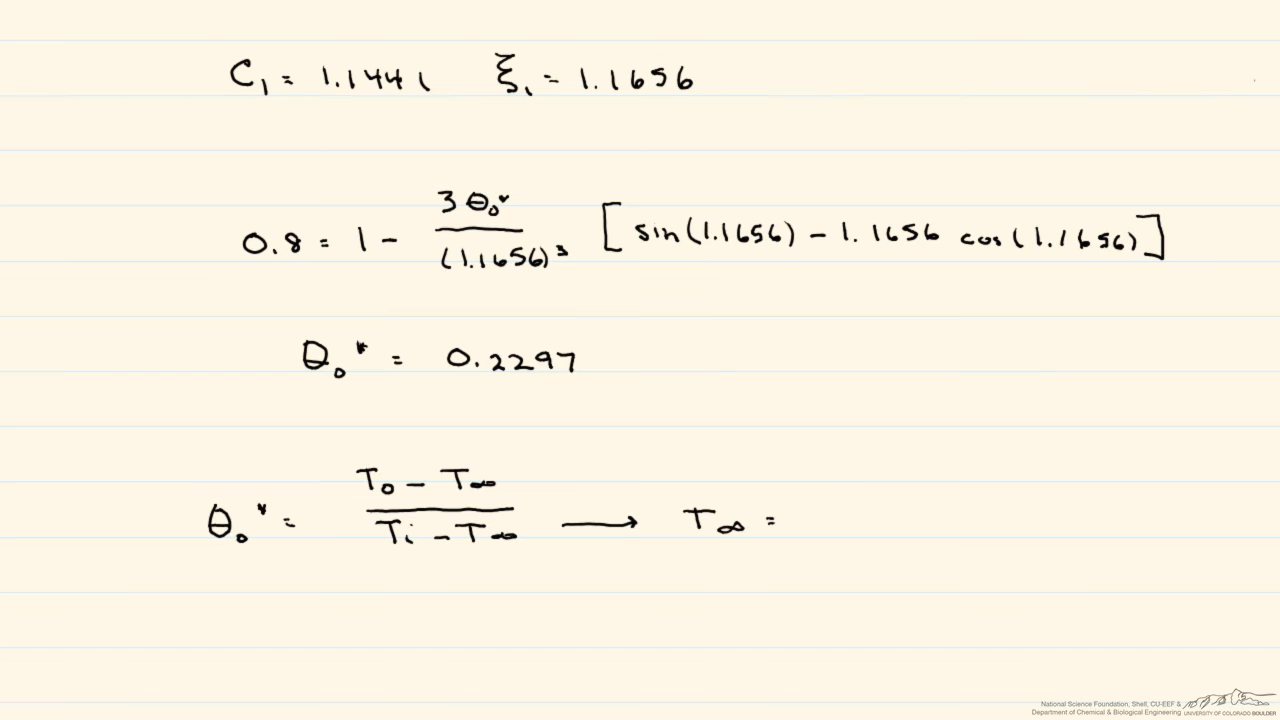 C₁ = 1.1441 ξ₁ = 1.1656
0.8 = 1 - 3θ₀* / (1.1656)³ [sin(1.1656) - 1.1656 cos(1.1656)]
θ₀* = 0.2297
θ₀* = T₀ - T∞ / Tᵢ - T∞ → T∞ =
National Science Foundation, Shell, CU-EEF &
Department of Chemical & Biological Engineering UNIVERSITY OF COLORADO BOULDER